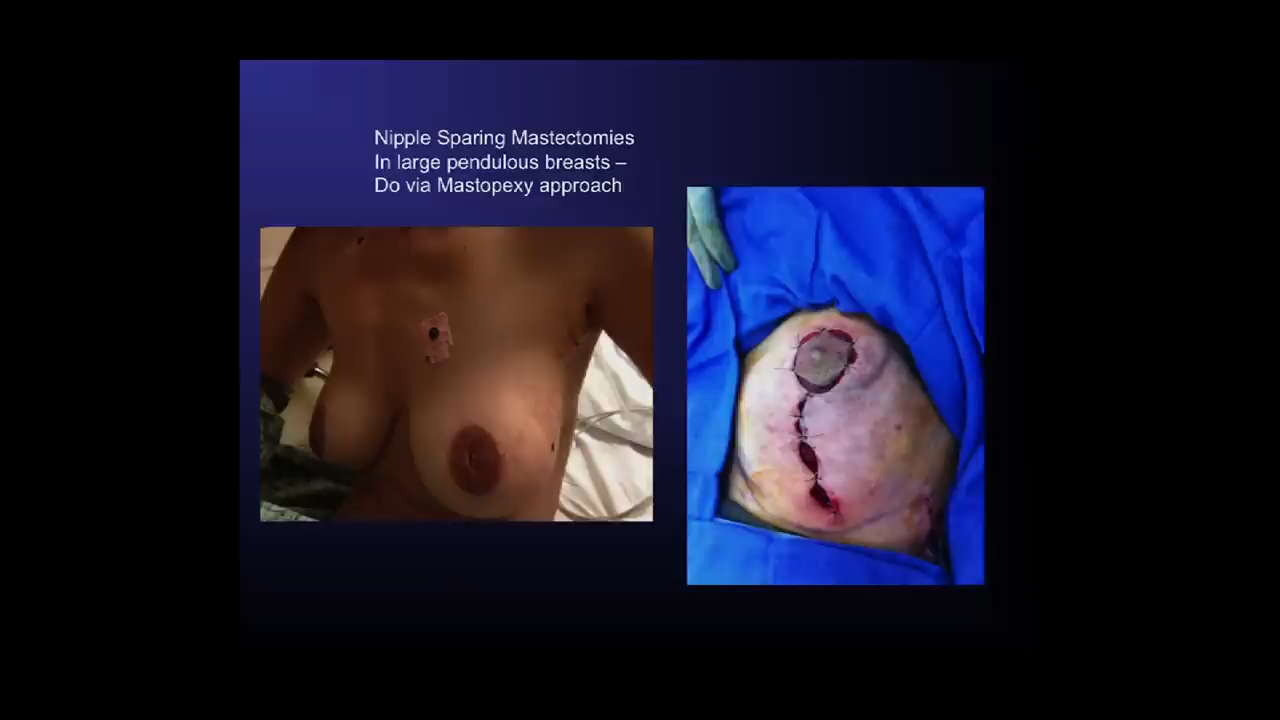 Nipple Sparing Mastectomies
In large pendulous breasts –
Do via Mastopexy approach